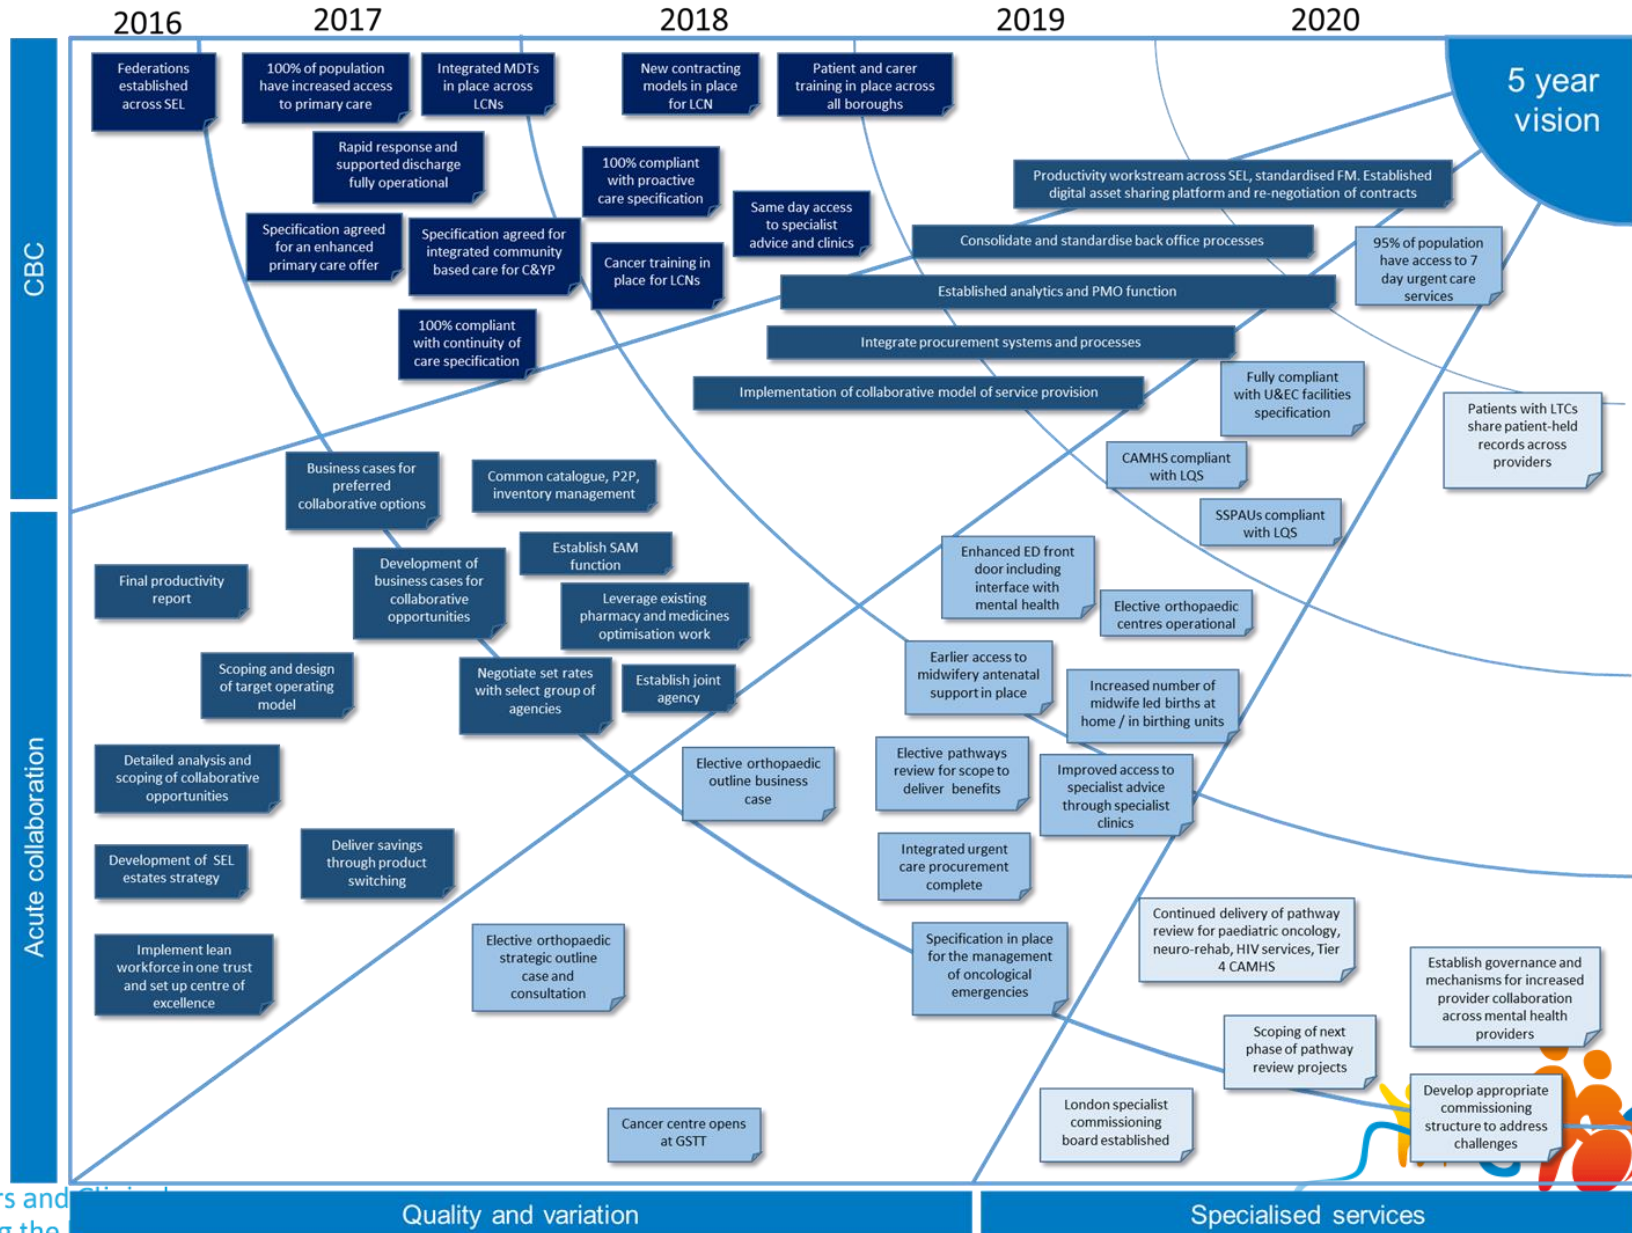 2016
2017
2018
2019
2020
5 year
vision
CBC
Acute collaboration
Federations
established
across SEL
100% of population
have increased access
to primary care
Integrated MDTs
in place across
LCNs
New contracting
models in place
for LCN
Patient and carer
training in place across
all boroughs
Rapid response and
supported discharge
fully operational
100% compliant
with proactive
care specification
Same day access
to specialist
advice and clinics
Specification agreed
for an enhanced
primary care offer
Specification agreed for
integrated community
based care for C&YP
Cancer training in
place for LCNs
100% compliant
with continuity of
care specification
Productivity workstream across SEL, standardised FM. Established
digital asset sharing platform and re-negotiation of contracts
Consolidate and standardise back office processes
Established analytics and PMO function
Integrate procurement systems and processes
Implementation of collaborative model of service provision
95% of population
have access to 7
day urgent care
services
Fully compliant
with U&EC facilities
specification
Patients with LTCs
share patient-held
records across
providers
CAMHS compliant
with LQS
SSPAUs compliant
with LQS
Business cases for
preferred
collaborative options
Common catalogue, P2P,
inventory management
Establish SAM
function
Final productivity
report
Development of
business cases for
collaborative
opportunities
Leverage existing
pharmacy and medicines
optimisation work
Enhanced ED front
door including
interface with
mental health
Elective orthopaedic
centres operational
Scoping and design
of target operating
model
Negotiate set rates
with select group of
agencies
Establish joint
agency
Earlier access to
midwifery antenatal
support in place
Increased number of
midwife led births at
home / in birthing units
Detailed analysis and
scoping of collaborative
opportunities
Elective orthopaedic
outline business
case
Elective pathways
review for scope to
deliver benefits
Improved access to
specialist advice
through specialist
clinics
Development of SEL
estates strategy
Deliver savings
through product
switching
Integrated urgent
care procurement
complete
Implement lean
workforce in one trust
and set up centre of
excellence
Elective orthopaedic
strategic outline
case and
consultation
Specification in place
for the management
of oncological
emergencies
Continued delivery of pathway
review for paediatric oncology,
neuro-rehab, HIV services, Tier
4 CAMHS
Establish governance and
mechanisms for increased
provider collaboration
across mental health
providers
Scoping of next
phase of pathway
review projects
Cancer centre opens
at GSTT
London specialist
commissioning
board established
Develop appropriate
commissioning
structure to address
challenges
rs and
g the
Quality and variation
Specialised services